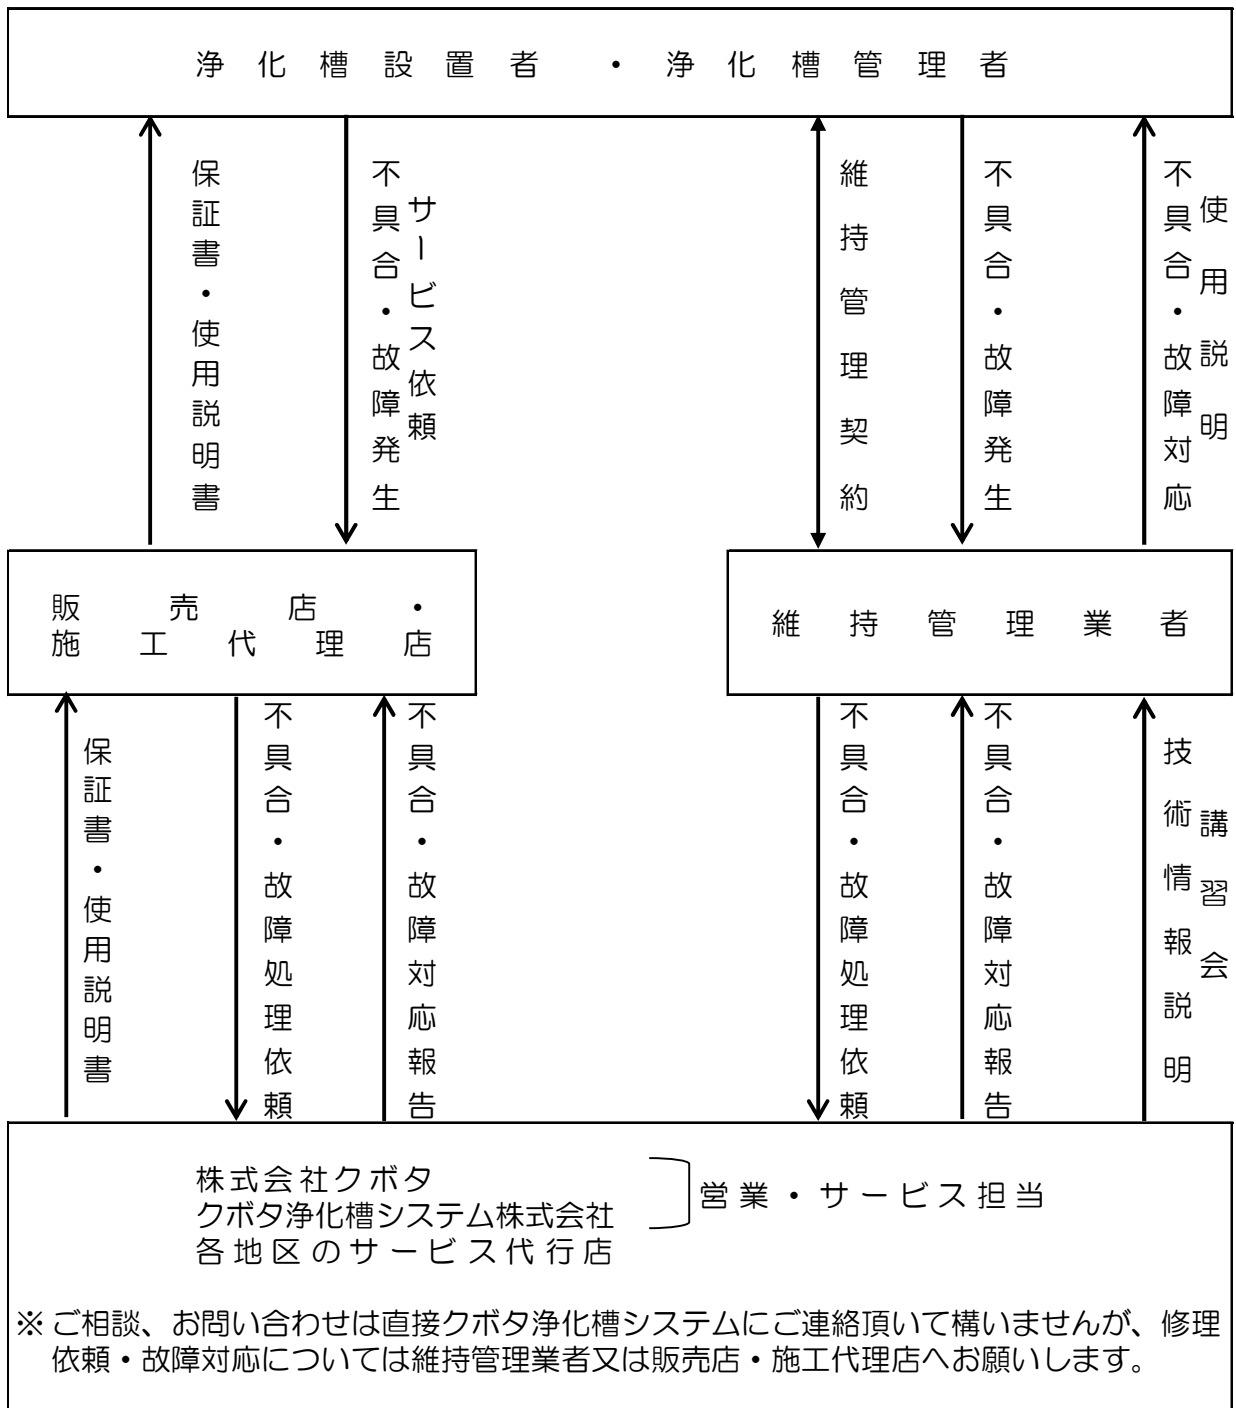 浄化槽設置者・浄化槽管理者
保証書・使用説明書
不具合・故障発生
サービス依頼
維持管理契約
不具合・故障発生
不具合・故障対応
使用説明
販売店・
施工代理店
維持管理業者
保証書・使用説明書
不具合・故障処理依頼
不具合・故障対応報告
不具合・故障処理依頼
不具合・故障対応報告
技術情報説明
講習会
株式会社クボタ
クボタ浄化槽システム株式会社
各地区のサービス代行店
営業・サービス担当
※ご相談、お問い合わせは直接クボタ浄化槽システムにご連絡頂いて構いませんが、修理
依頼・故障対応については維持管理業者又は販売店・施工代理店へお願いします。